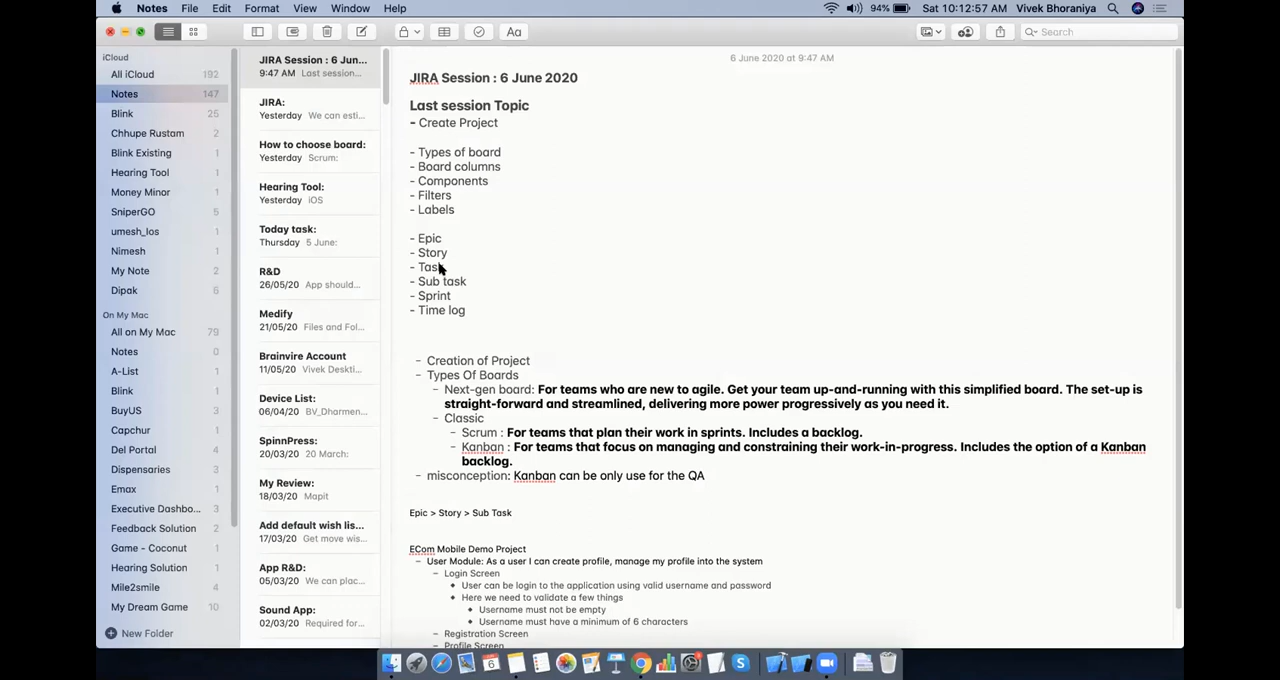 Notes File Edit Format View Window Help 94% Sat 10:12:57 AM Vivek Bhoraniya
Aa Search
iCloud
All iCloud 192
Notes 147
Blink 25
Chhupe Rustam 2
Blink Existing 1
Hearing Tool 1
Money Minor 1
SniperGO 5
umesh_los 1
Nimesh 1
My Note 2
Dipak 6
On My Mac
All on My Mac 79
Notes 0
A-List 1
Blink 1
BuyUS 3
Capchur 1
Del Portal 4
Dispensaries 3
Emax 1
Executive Dashbo... 3
Feedback Solution 2
Game - Coconut 1
Hearing Solution 1
Mile2smile 4
My Dream Game 10
New Folder
JIRA Session : 6 Jun...
9:47 AM Last session...
JIRA:
Yesterday We can esti...
How to choose board:
Yesterday Scrum:
Hearing Tool:
Yesterday iOS
Today task:
Thursday 5 June:
R&D
26/05/20 App should...
Medify
21/05/20 Files and Fol...
Brainvire Account
11/05/20 Vivek Deskti...
Device List:
06/04/20 BV_Dharmen...
SpinnPress:
20/03/20 20 March:
My Review:
18/03/20 Mapit
Add default wish lis...
17/03/20 Get move wis...
App R&D:
05/03/20 We can plac...
Sound App:
02/03/20 Required for...
6 June 2020 at 9:47 AM
JIRA Session : 6 June 2020
Last session Topic
- Create Project
- Types of board
- Board columns
- Components
- Filters
- Labels
- Epic
- Story
- Task
- Sub task
- Sprint
- Time log
- Creation of Project
- Types Of Boards
- Next-gen board: For teams who are new to agile. Get your team up-and-running with this simplified board. The set-up is
straight-forward and streamlined, delivering more power progressively as you need it.
- Classic
- Scrum : For teams that plan their work in sprints. Includes a backlog.
- Kanban : For teams that focus on managing and constraining their work-in-progress. Includes the option of a Kanban
backlog.
- misconception: Kanban can be only use for the QA
Epic > Story > Sub Task
ECom Mobile Demo Project
- User Module: As a user I can create profile, manage my profile into the system
- Login Screen
User can be login to the application using valid username and password
Here we need to validate a few things
Username must not be empty
Username must have a minimum of 6 characters
- Registration Screen
- Profile Screen